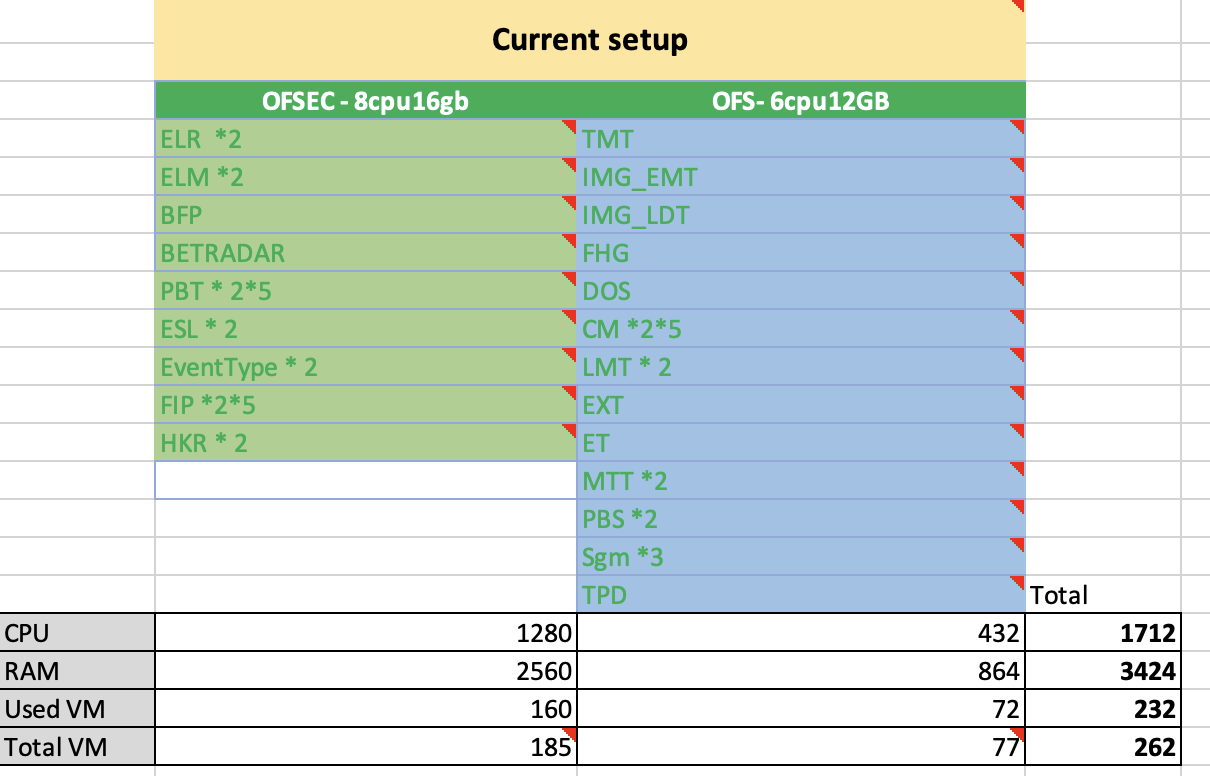 Current setup
OFSEC - 8cpu16gb OFS- 6cpu12GB
ELR  *2 TMT
ELM *2 IMG_EMT
BFP IMG_LDT
BETRADAR FHG
PBT * 2*5 DOS
ESL * 2 CM *2*5
EventType * 2 LMT * 2
FIP *2*5 EXT
HKR * 2 ET
MTT *2
PBS *2
Sgm *3
TPD Total
CPU 1280 432 1712
RAM 2560 864 3424
Used VM 160 72 232
Total VM 185 77 262